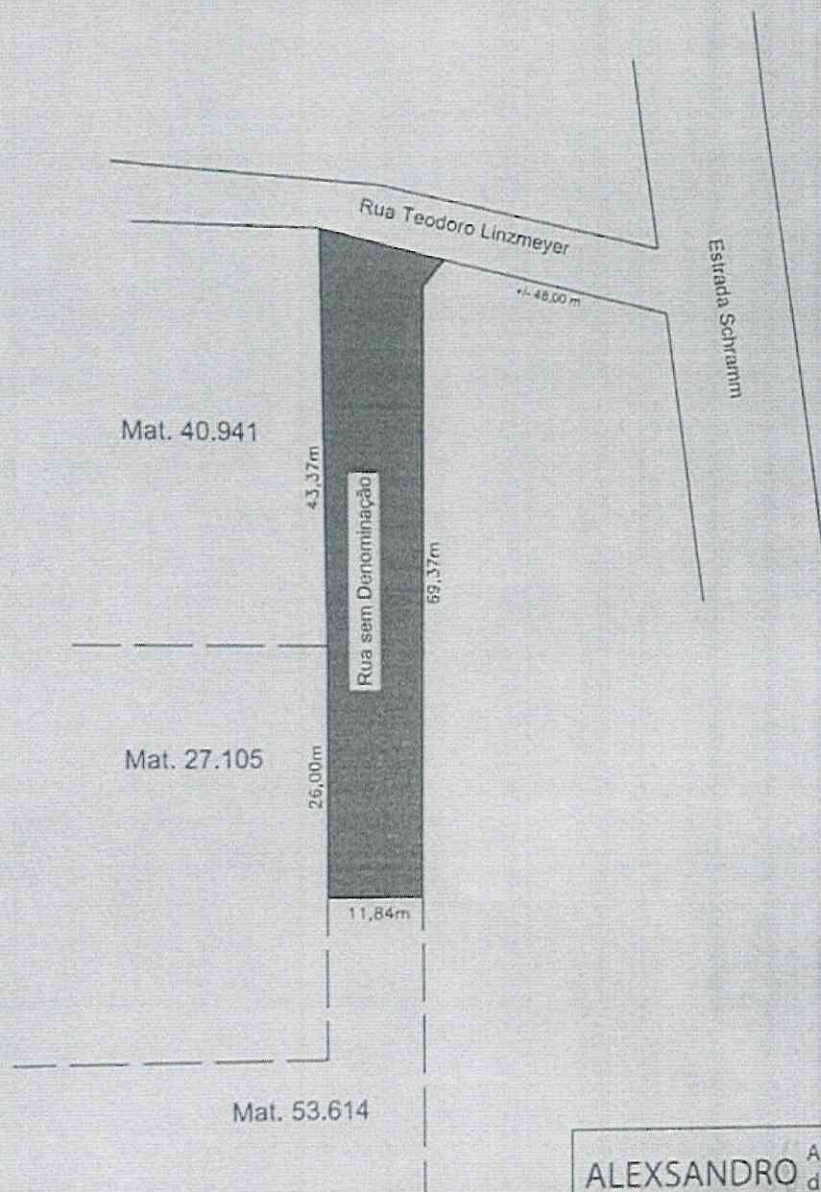 Rua Teodoro Linzmeyer
+/- 48,00 m
Estrada Schramm
Mat. 40.941
43,37m
Rua sem Denominação
69,37m
Mat. 27.105
26,00m
11,84m
Mat. 53.614
ALEXSANDRO
A
d